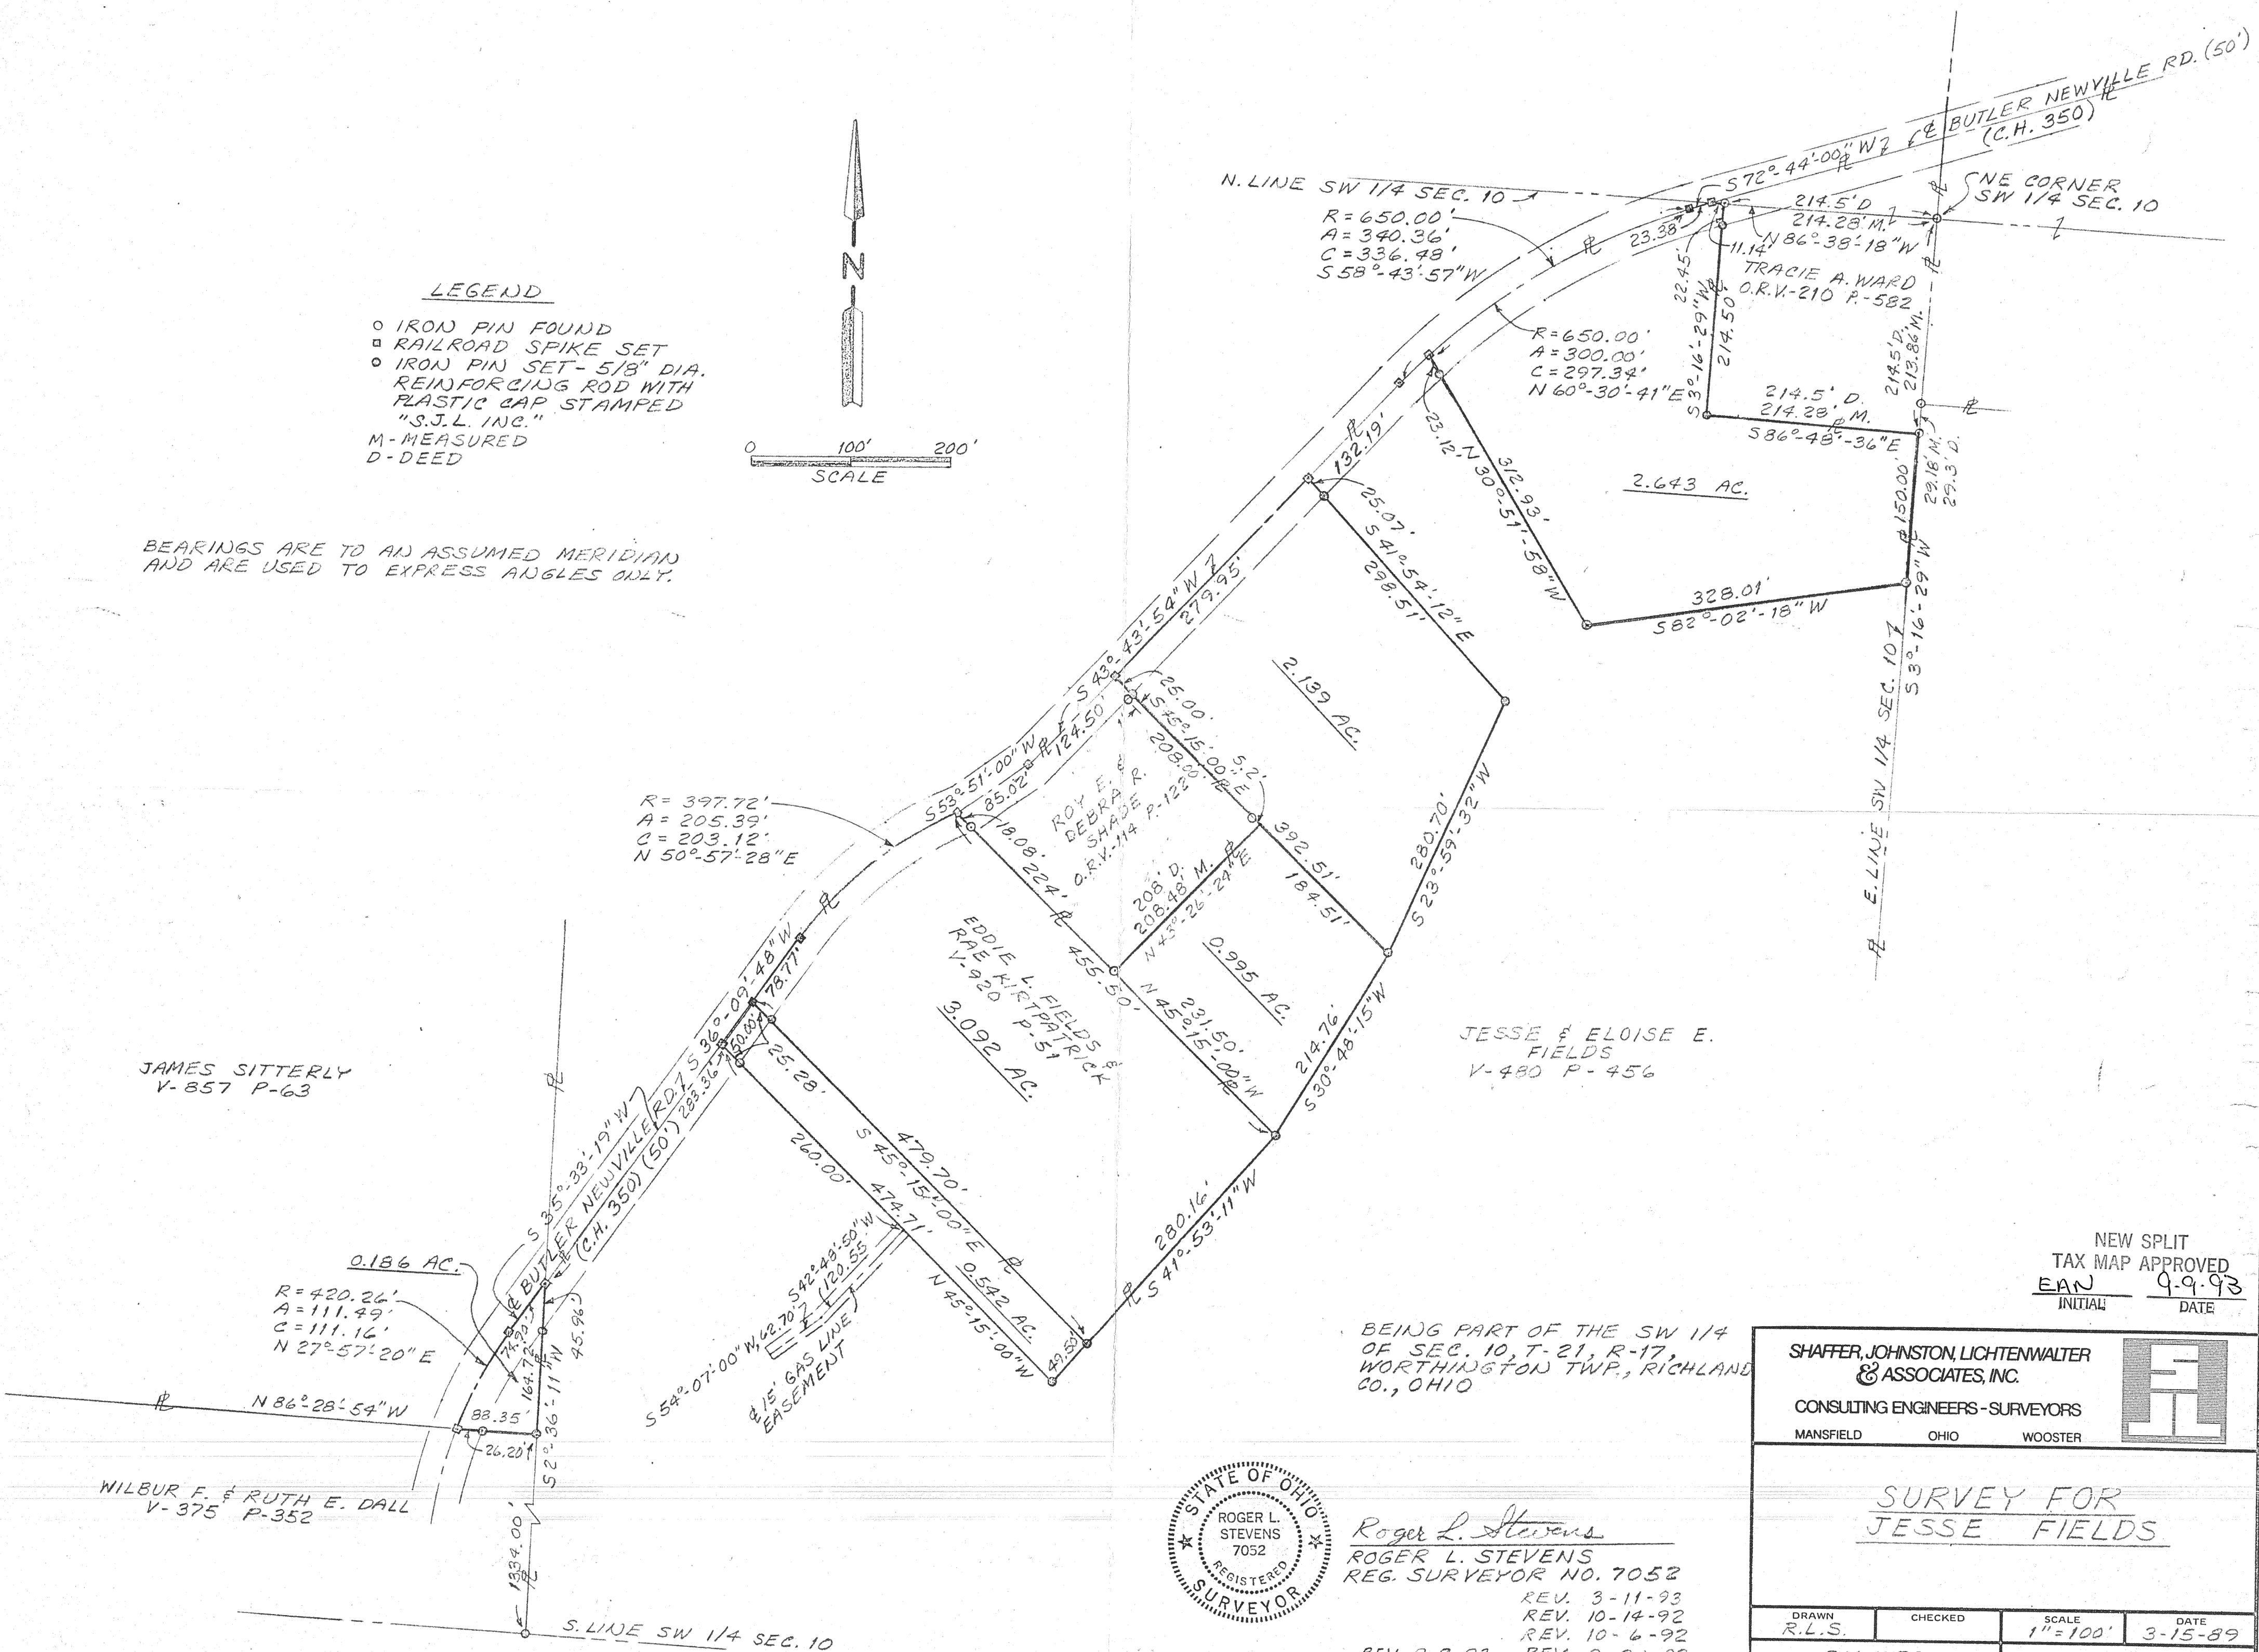 BUTLER NEWVILLE RD. (50')
(C.H. 350)
S 72°-44'-00" W
N. LINE SW 1/4 SEC. 10
NE CORNER
SW 1/4 SEC. 10
R = 650.00'
A = 340.36'
C = 336.48'
S 58°-43'-57" W
23.38'
214.5' D
214.28' M.
N 86°-38'-18" W
11.14'
22.45'
TRACIE A. WARD
O.R.V.-210 P.-582
S 3°-16'-29" W
214.50'
214.5' D.
213.86' M.
R = 650.00'
A = 300.00'
C = 297.34'
N 60°-30'-41" E
214.5' D.
214.28' M.
S 86°-48'-36" E
29.18' M.
29.3' D.
150.00'
2.643 AC.
23.12'
312.93'
N 30°-51'-58" W
328.01'
S 82°-02'-18" W
S 3°-16'-29" W
E. LINE SW 1/4 SEC. 10
N
LEGEND
IRON PIN FOUND
RAILROAD SPIKE SET
IRON PIN SET - 5/8" DIA.
REINFORCING ROD WITH
PLASTIC CAP STAMPED
"S.J.L. INC."
M - MEASURED
D - DEED
0 100' 200'
SCALE
BEARINGS ARE TO AN ASSUMED MERIDIAN
AND ARE USED TO EXPRESS ANGLES ONLY.
132.19'
25.07'
S 41°-54'-12" E
298.51'
S 43°-43'-54" W
279.95'
2.139 AC.
124.50'
25.00'
S 45°-15'-00" E
208.00'
5.2'
S 53°-51'-00" W
85.02'
ROY E. &
DEBRA R.
SHADE
O.R.V.-114 P-122
18.08'
224'
208' D.
208.48' M.
N 43°-26'-24" E
392.51'
184.51'
280.70'
S 23°-59'-32" W
R = 397.72'
A = 205.39'
C = 203.12'
N 50°-57'-28" E
0.995 AC.
455.50'
231.50'
N 45°-15'-00" W
214.76'
S 30°-48'-15" W
EDDIE L. FIELDS &
RAE KIRTPATRICK
V-920 P-51
3.092 AC.
JESSE & ELOISE E.
FIELDS
V-480 P-456
S 36°-09'-48" W
78.77'
50.00'
25.28'
283.36'
JAMES SITTERLY
V-857 P-63
S 35°-33'-19" W
BUTLER NEWVILLE RD.
(C.H. 350) (50')
260.00'
474.71'
N 45°-15'-00" W
479.70'
S 45°-15'-00" E
0.542 AC.
280.16'
S 41°-53'-11" W
49.50'
S 42°-48'-50" W
120.55'
S 54°-07'-00" W, 62.70'
15' GAS LINE
EASEMENT
0.186 AC.
R = 420.26'
A = 111.49'
C = 111.16'
N 27°-57'-20" E
74.90'
164.72'
45.96'
S 2°-36'-11" W
N 86°-28'-54" W
88.35'
26.20'
WILBUR F. & RUTH E. DALL
V-375 P-352
1334.00'
S. LINE SW 1/4 SEC. 10
BEING PART OF THE SW 1/4
OF SEC. 10, T-21, R-17,
WORTHINGTON TWP., RICHLAND
CO., OHIO
NEW SPLIT
TAX MAP APPROVED
EAN 9-9-93
INITIAL DATE
STATE OF OHIO
ROGER L.
STEVENS
7052
REGISTERED
SURVEYOR
Roger L. Stevens
ROGER L. STEVENS
REG. SURVEYOR NO. 7052
REV. 3-11-93
REV. 10-14-92
REV. 10-6-92
SHAFFER, JOHNSTON, LICHTENWALTER
& ASSOCIATES, INC.
CONSULTING ENGINEERS - SURVEYORS
MANSFIELD OHIO WOOSTER
SJL
SURVEY FOR
JESSE FIELDS
DRAWN CHECKED SCALE DATE
R.L.S. 1" = 100' 3-15-89